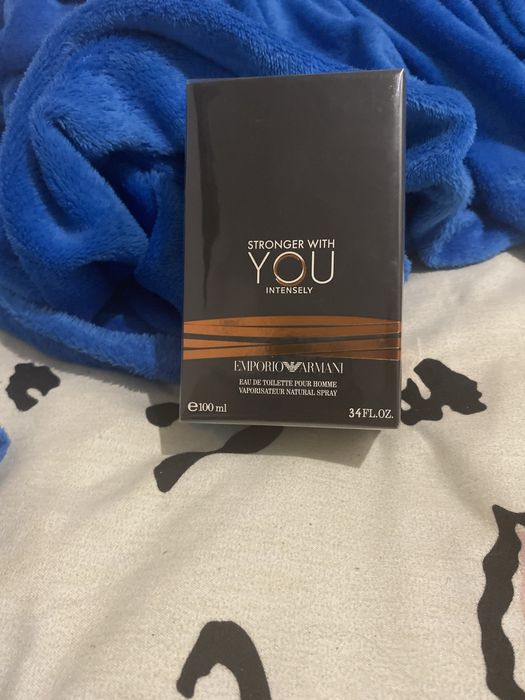 STRONGER WITH
YOU
INTENSELY
EMPORIO ARMANI
EAU DE TOILETTE POUR HOMME
VAPORISATEUR NATURAL SPRAY
℮100 ml 34FL.OZ.